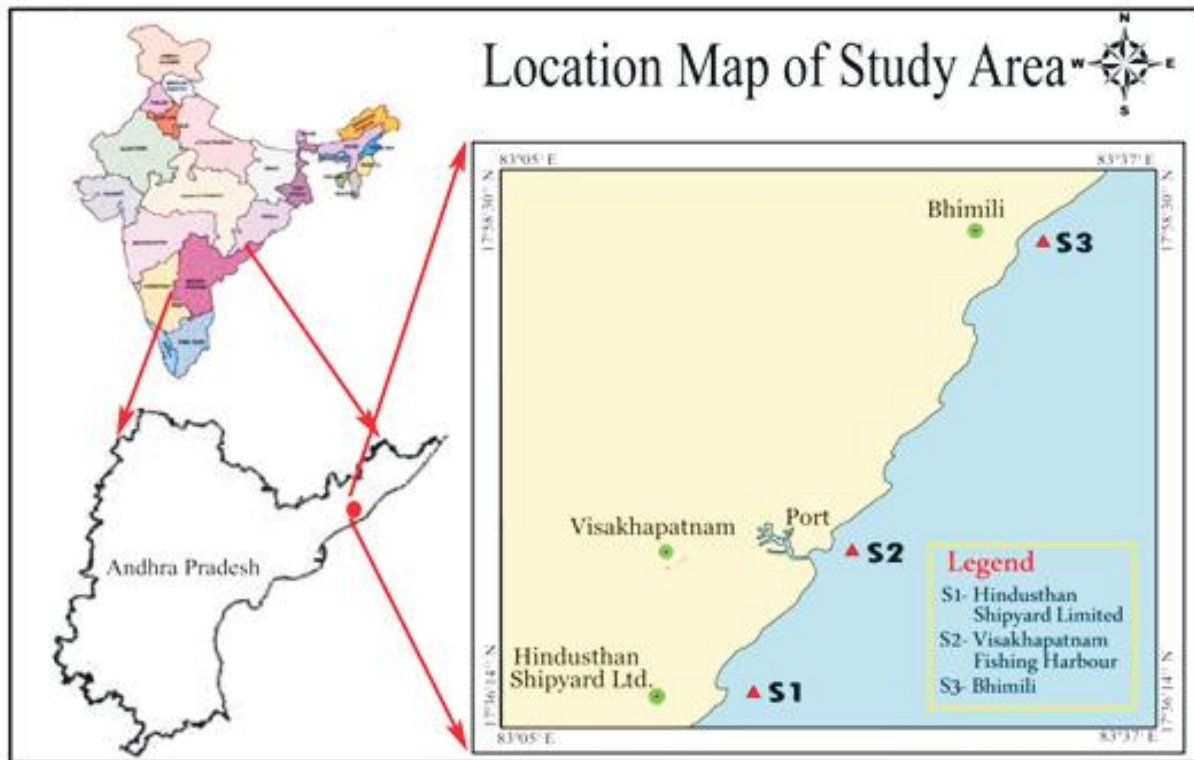 Location Map of Study Area
N
W
E
S
83°05' E
83°37' E
17°58'30'' N
17°58'30'' N
Bhimili
S3
Visakhapatnam
Port
S2
Hindusthan
Shipyard Ltd.
S1
Legend
S1- Hindusthan
Shipyard Limited
S2- Visakhapatnam
Fishing Harbour
S3- Bhimili
17°36'14'' N
17°36'14'' N
83°05' E
83°37' E
Andhra Pradesh